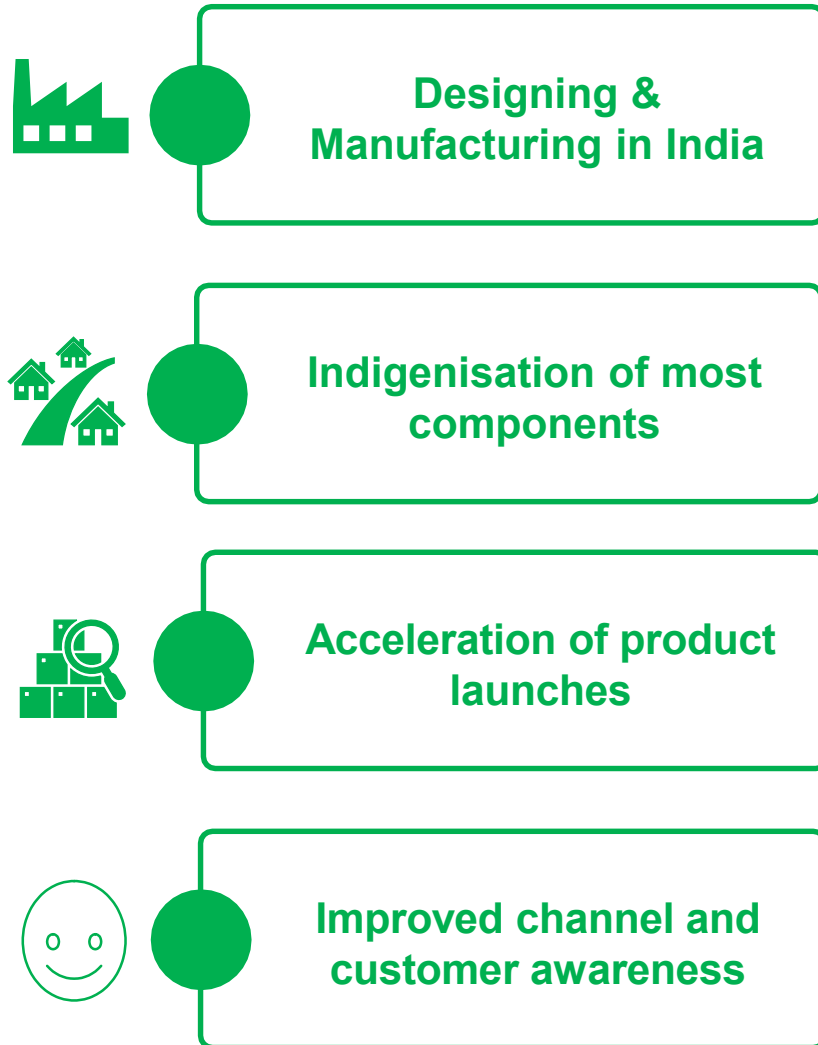 Designing &
Manufacturing in India
Indigenisation of most
components
Acceleration of product
launches
Improved channel and
customer awareness